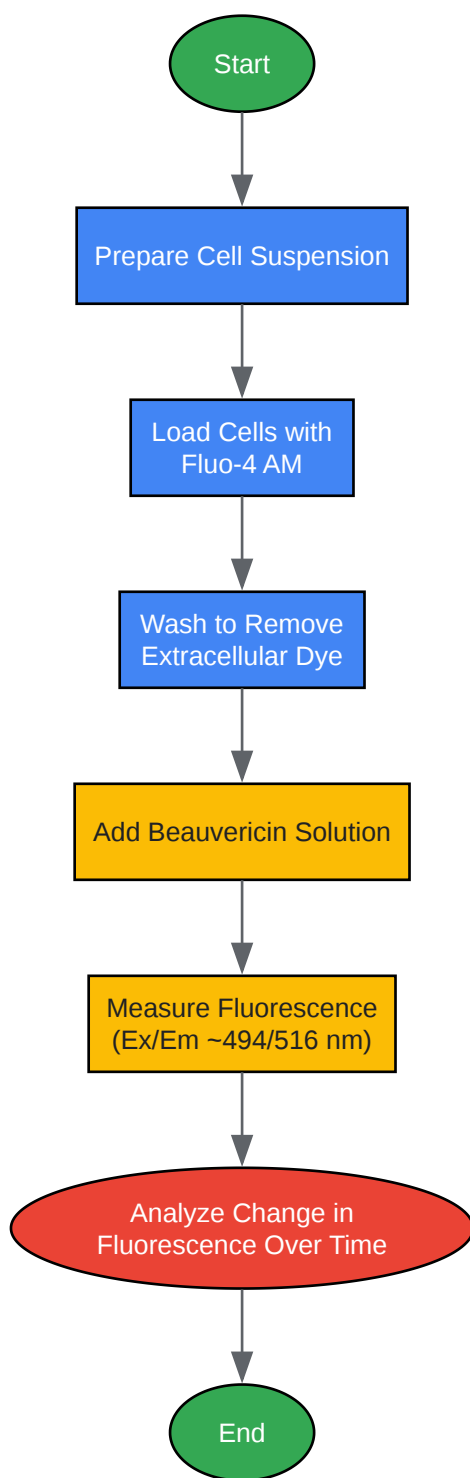 Start
Prepare Cell Suspension
Load Cells with
Fluo-4 AM
Wash to Remove
Extracellular Dye
Add Beauvericin Solution
Measure Fluorescence
(Ex/Em ~494/516 nm)
Analyze Change in
Fluorescence Over Time
End